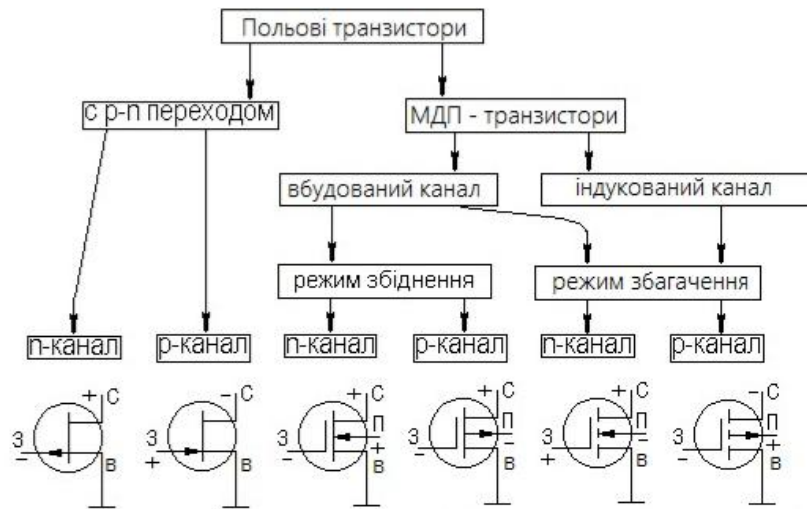 Польові транзистори
с p-n переходом
МДП - транзистори
вбудований канал
індукований канал
режим збіднення
режим збагачення
n-канал
p-канал
n-канал
p-канал
n-канал
p-канал
+ С
- С
+ С
+ С
+ С
- С
П
П
П
П
З
З
З
З
З
З
-
+
-
-
+
-
+
-
-
+
В
В
В
В
В
В